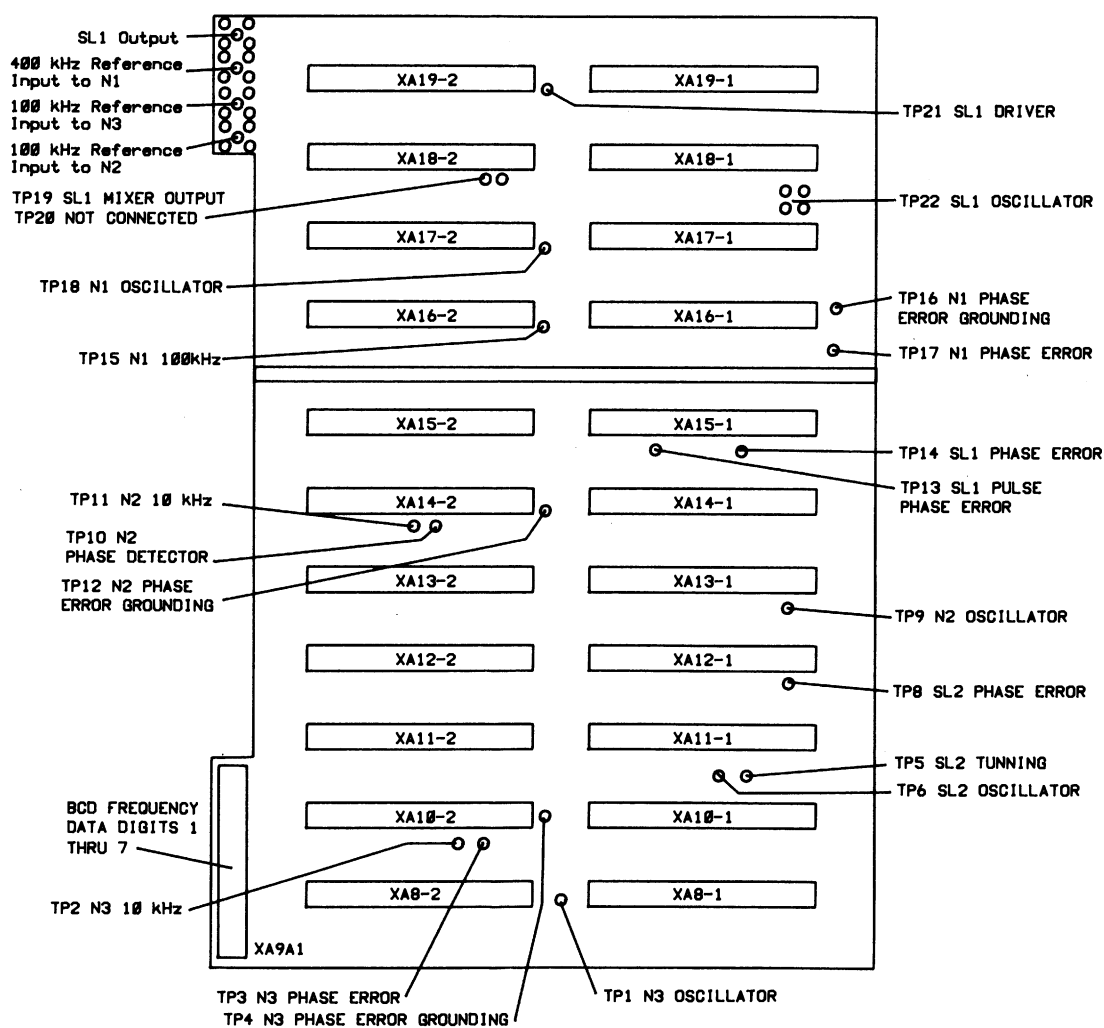 SL1 Output
400 kHz Reference
Input to N1
100 kHz Reference
Input to N3
100 kHz Reference
Input to N2
XA19-2
XA19-1
TP21 SL1 DRIVER
XA18-2
XA18-1
TP19 SL1 MIXER OUTPUT
TP20 NOT CONNECTED
TP22 SL1 OSCILLATOR
XA17-2
XA17-1
TP18 N1 OSCILLATOR
XA16-2
XA16-1
TP16 N1 PHASE
ERROR GROUNDING
TP15 N1 100kHz
TP17 N1 PHASE ERROR
XA15-2
XA15-1
TP14 SL1 PHASE ERROR
TP13 SL1 PULSE
PHASE ERROR
TP11 N2 10 kHz
XA14-2
XA14-1
TP10 N2
PHASE DETECTOR
TP12 N2 PHASE
ERROR GROUNDING
XA13-2
XA13-1
TP9 N2 OSCILLATOR
XA12-2
XA12-1
TP8 SL2 PHASE ERROR
XA11-2
XA11-1
TP5 SL2 TUNNING
TP6 SL2 OSCILLATOR
BCD FREQUENCY
DATA DIGITS 1
THRU 7
XA10-2
XA10-1
TP2 N3 10 kHz
XA8-2
XA8-1
XA9A1
TP3 N3 PHASE ERROR
TP4 N3 PHASE ERROR GROUNDING
TP1 N3 OSCILLATOR